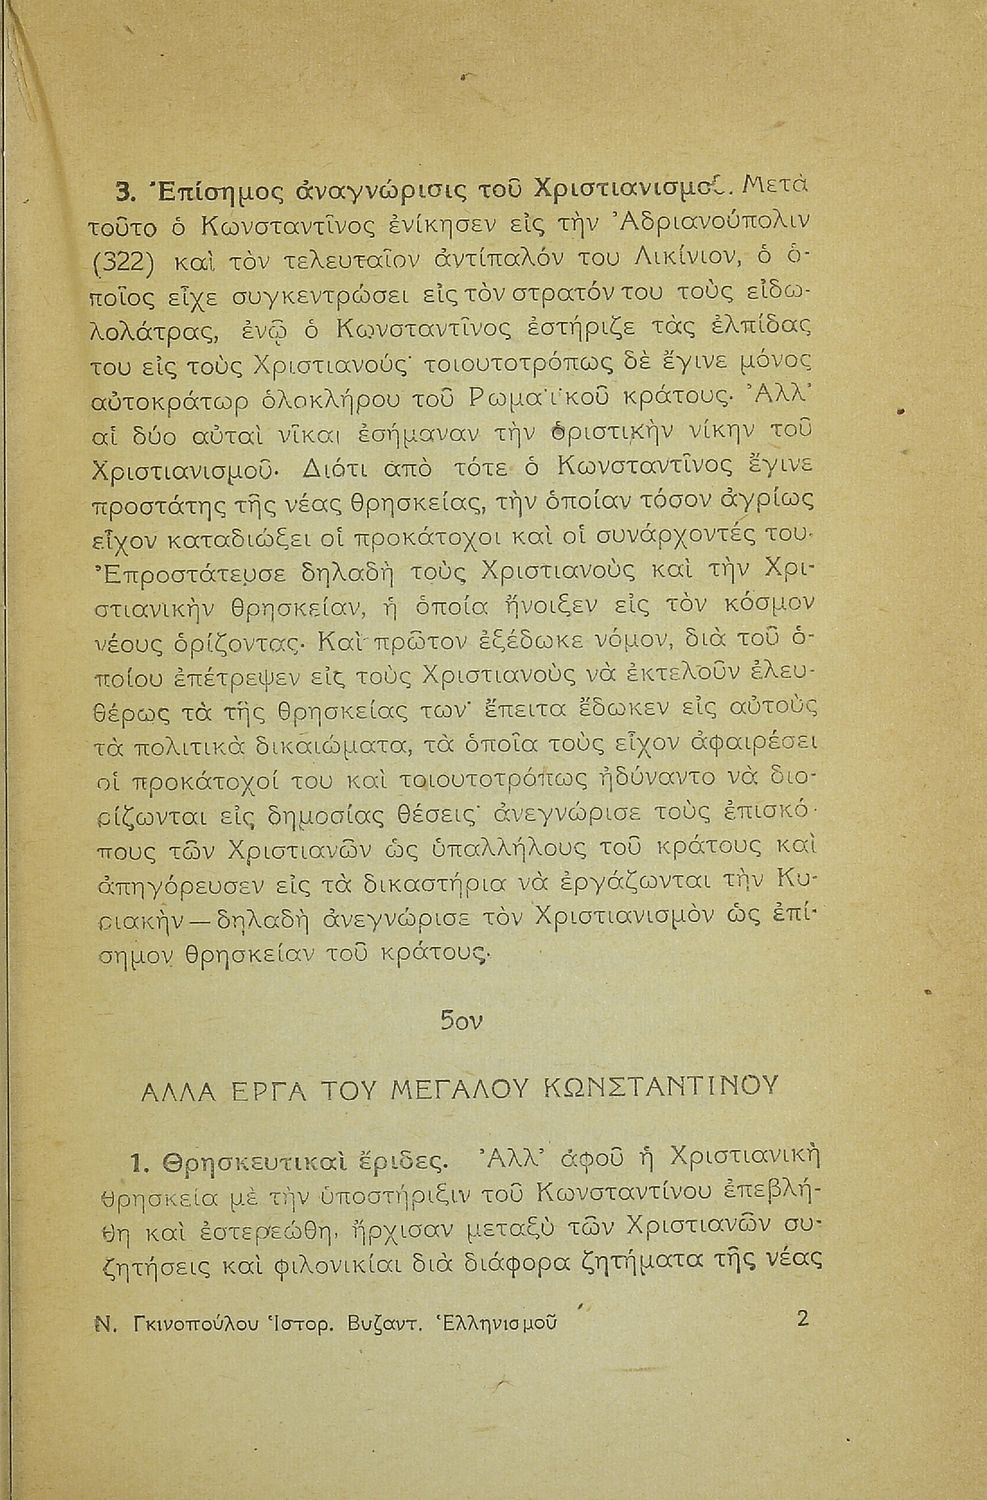 3. Ἐπίσημος ἀναγνώρισις τοῦ Χριστιανισμοῦ. Μετὰ
τοῦτο ὁ Κωνσταντῖνος ἐνίκησεν εἰς τὴν Ἀδριανούπολιν
(322) καὶ τὸν τελευταῖον ἀντίπαλόν του Λικίνιον, ὁ ὁ-
ποῖος εἶχε συγκεντρώσει εἰς τὸν στρατόν του τοὺς εἰδω-
λολάτρας, ἐνῷ ὁ Κωνσταντῖνος ἐστήριζε τὰς ἐλπίδας
του εἰς τοὺς Χριστιανούς· τοιουτοτρόπως δὲ ἔγινε μόνος
αὐτοκράτωρ ὁλοκλήρου τοῦ Ρωμαϊκοῦ κράτους. Ἀλλ’
αἱ δύο αὐταὶ νῖκαι ἐσήμαναν τὴν ὁριστικὴν νίκην τοῦ
Χριστιανισμοῦ. Διότι ἀπὸ τότε ὁ Κωνσταντῖνος ἔγινε
προστάτης τῆς νέας θρησκείας, τὴν ὁποίαν τόσον ἀγρίως
εἶχον καταδιώξει οἱ προκάτοχοι καὶ οἱ συνάρχοντές του.
Ἐπροστάτευσε δηλαδὴ τοὺς Χριστιανοὺς καὶ τὴν Χρι-
στιανικὴν θρησκείαν, ἡ ὁποία ἤνοιξεν εἰς τὸν κόσμον
νέους ὁρίζοντας. Καὶ πρῶτον ἐξέδωκε νόμον, διὰ τοῦ ὁ-
ποίου ἐπέτρεψεν εἰς τοὺς Χριστιανοὺς νὰ ἐκτελοῦν ἐλευ-
θέρως τὰ τῆς θρησκείας των· ἔπειτα ἔδωκεν εἰς αὐτοὺς
τὰ πολιτικὰ δικαιώματα, τὰ ὁποῖα τοὺς εἶχον ἀφαιρέσει
οἱ προκάτοχοί του καὶ τοιουτοτρόπως ἠδύναντο νὰ διο-
ρίζωνται εἰς δημοσίας θέσεις· ἀνεγνώρισε τοὺς ἐπισκό-
πους τῶν Χριστιανῶν ὡς ὑπαλλήλους τοῦ κράτους καὶ
ἀπηγόρευσεν εἰς τὰ δικαστήρια νὰ ἐργάζωνται τὴν Κυ-
ριακὴν — δηλαδὴ ἀνεγνώρισε τὸν Χριστιανισμὸν ὡς ἐπί-
σημον θρησκείαν τοῦ κράτους.
5ον
ΑΛΛΑ ΕΡΓΑ ΤΟΥ ΜΕΓΑΛΟΥ ΚΩΝΣΤΑΝΤΙΝΟΥ
1. Θρησκευτικαὶ ἔριδες. Ἀλλ’ ἀφοῦ ἡ Χριστιανικὴ
θρησκεία μὲ τὴν ὑποστήριξιν τοῦ Κωνσταντίνου ἐπεβλή-
θη καὶ ἐστερεώθη, ἤρχισαν μεταξὺ τῶν Χριστιανῶν συ-
ζητήσεις καὶ φιλονικίαι διὰ διάφορα ζητήματα τῆς νέας
Ν. Γκινοπούλου Ἱστορ. Βυζαντ. Ἑλληνισμοῦ 2